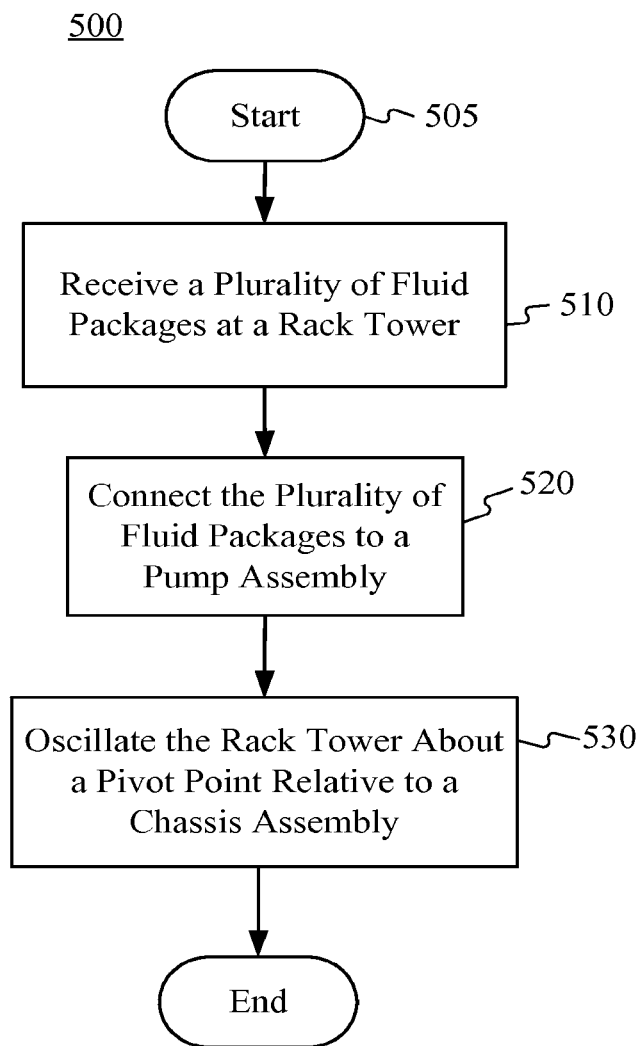 500
Start
505
Receive a Plurality of Fluid
Packages at a Rack Tower
510
Connect the Plurality of
Fluid Packages to a
Pump Assembly
520
Oscillate the Rack Tower About
a Pivot Point Relative to a
Chassis Assembly
530
End